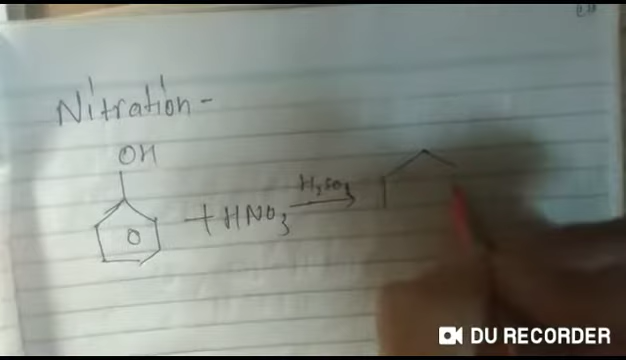 Nitration -
OH
+ HNO3 H2SO4
DU RECORDER